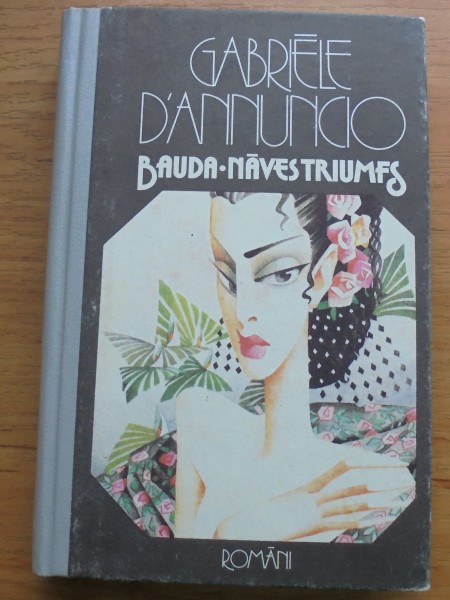 GABRIĒLE
D'ANNUNCIO
BAUDA·NĀVES TRIUMFS
ROMĀNI